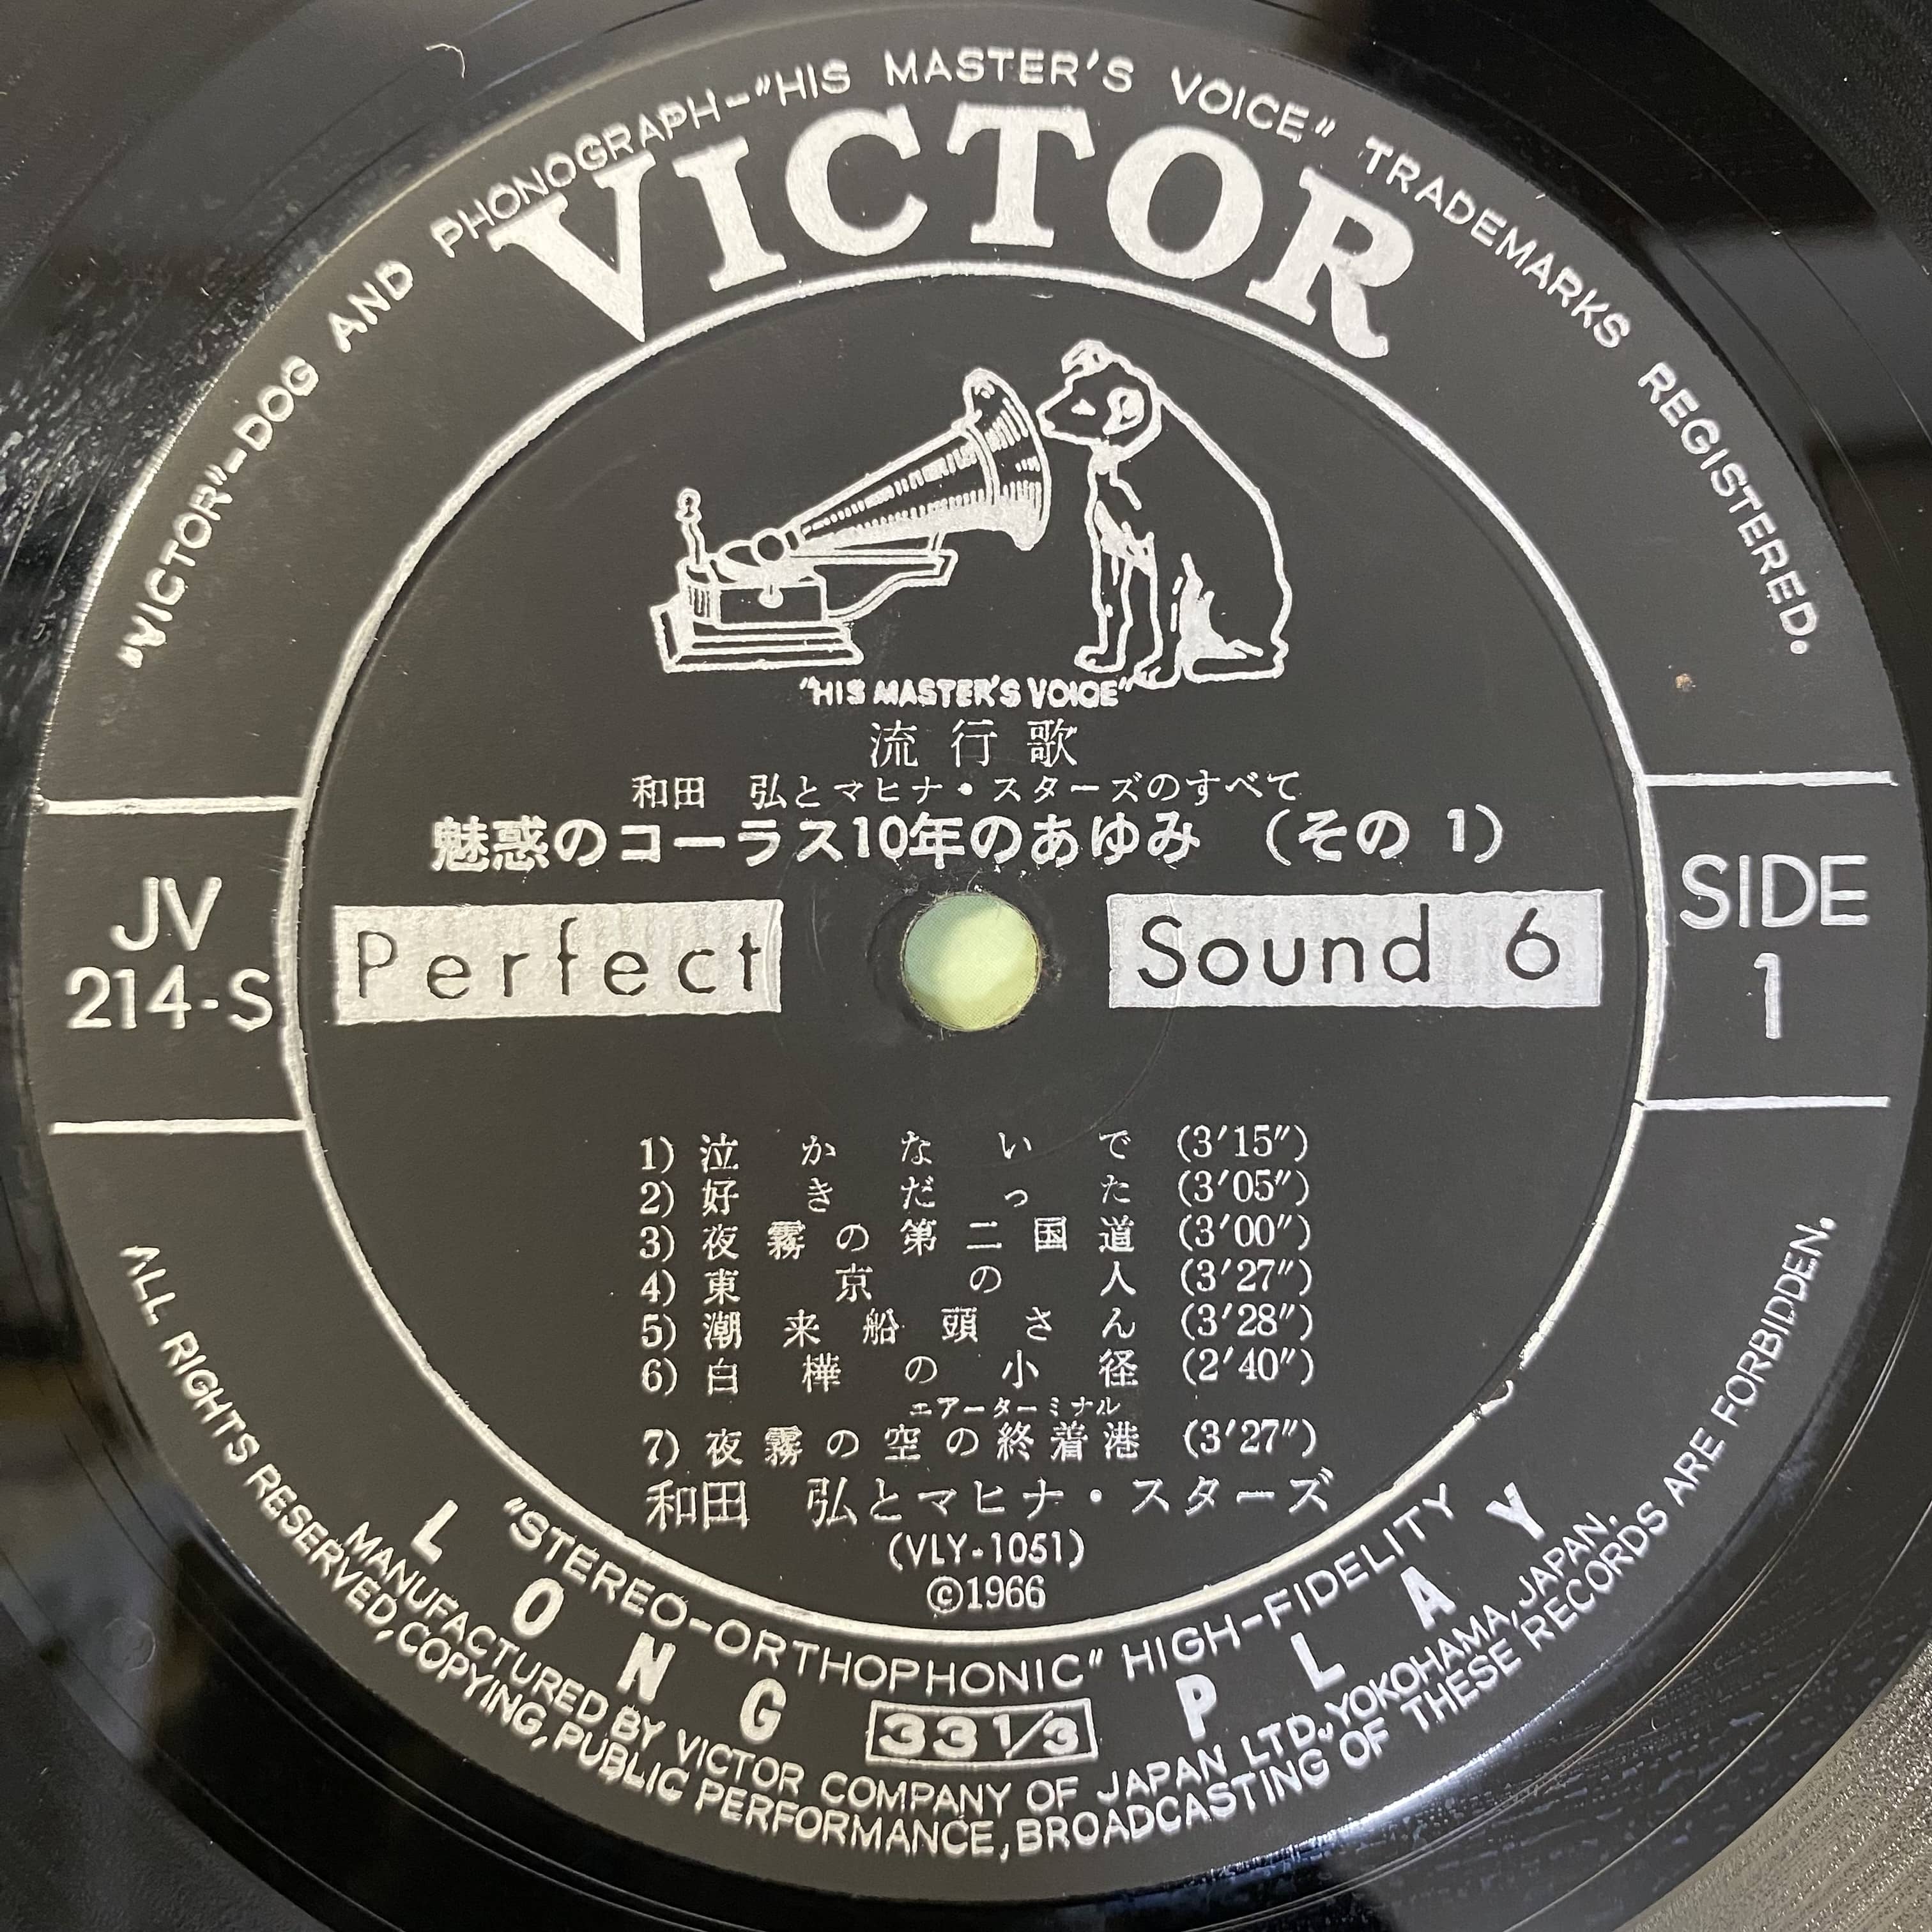 "VICTOR"-DOG AND PHONOGRAPH-"HIS MASTER'S VOICE" TRADEMARKS REGISTERED.
VICTOR
"HIS MASTER'S VOICE"
流行歌
和田 弘とマヒナ・スターズのすべて
魅惑のコーラス10年のあゆみ (その 1)
JV
214-S
Perfect
Sound 6
SIDE
1
1) 泣かないで (3′15″)
2) 好きだった (3′05″)
3) 夜霧の第二国道 (3′00″)
4) 東京の人 (3′27″)
5) 潮来船頭さん (3′28″)
6) 白樺の小径 (2′40″)
エアーターミナル
7) 夜霧の空の終着港 (3′27″)
和田 弘とマヒナ・スターズ
(VLY-1051)
©1966
"STEREO-ORTHOPHONIC" HIGH-FIDELITY
LONG PLAY
33 1/3
MANUFACTURED BY VICTOR COMPANY OF JAPAN LTD., YOKOHAMA, JAPAN.
ALL RIGHTS RESERVED, COPYING, PUBLIC PERFORMANCE, BROADCASTING OF THESE RECORDS ARE FORBIDDEN.